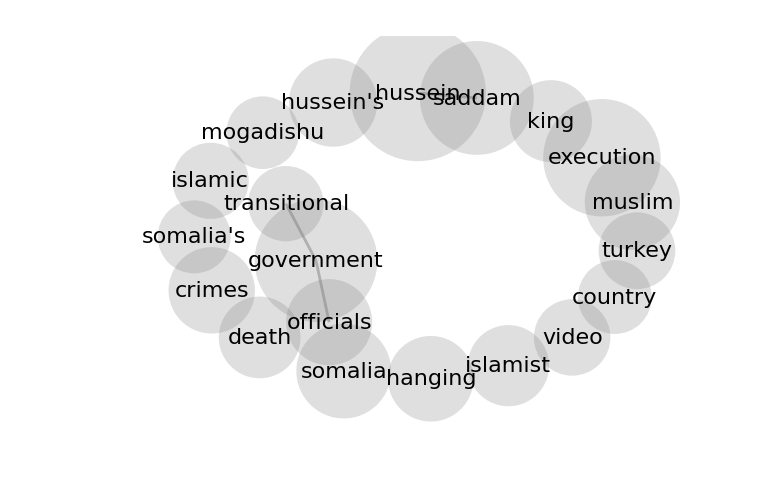 hussein
saddam
hussein's
king
mogadishu
execution
islamic
transitional
muslim
somalia's
turkey
government
crimes
country
officials
death
video
somalia
hanging
islamist